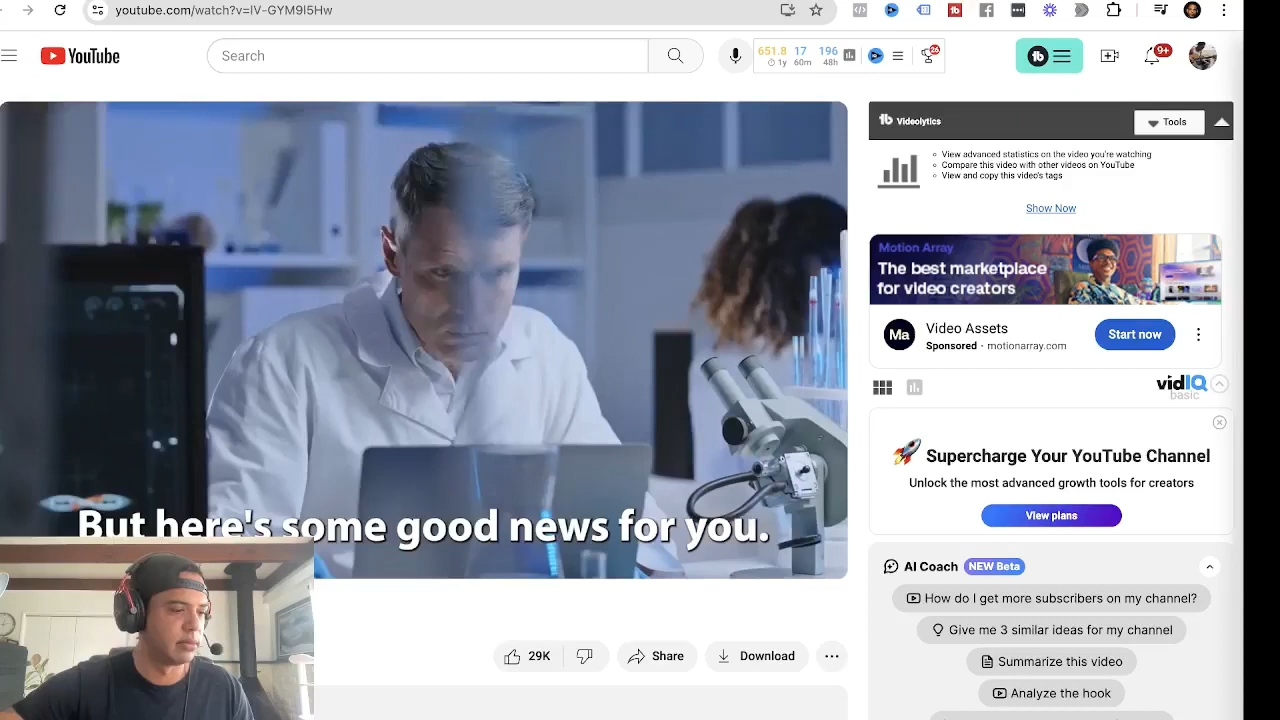 youtube.com/watch?v=IV-GYM9I5Hw
YouTube
Search
651.8 17 196
1y 60m 48h
26
tb
9+
tb Videolytics
Tools
View advanced statistics on the video you're watching
Compare this video with other videos on YouTube
View and copy this video's tags
Show Now
Motion Array
The best marketplace
for video creators
Ma
Video Assets
Sponsored · motionarray.com
Start now
vidIQ
basic
Supercharge Your YouTube Channel
Unlock the most advanced growth tools for creators
View plans
But here's some good news for you.
AI Coach NEW Beta
How do I get more subscribers on my channel?
Give me 3 similar ideas for my channel
Summarize this video
Analyze the hook
29K
Share
Download